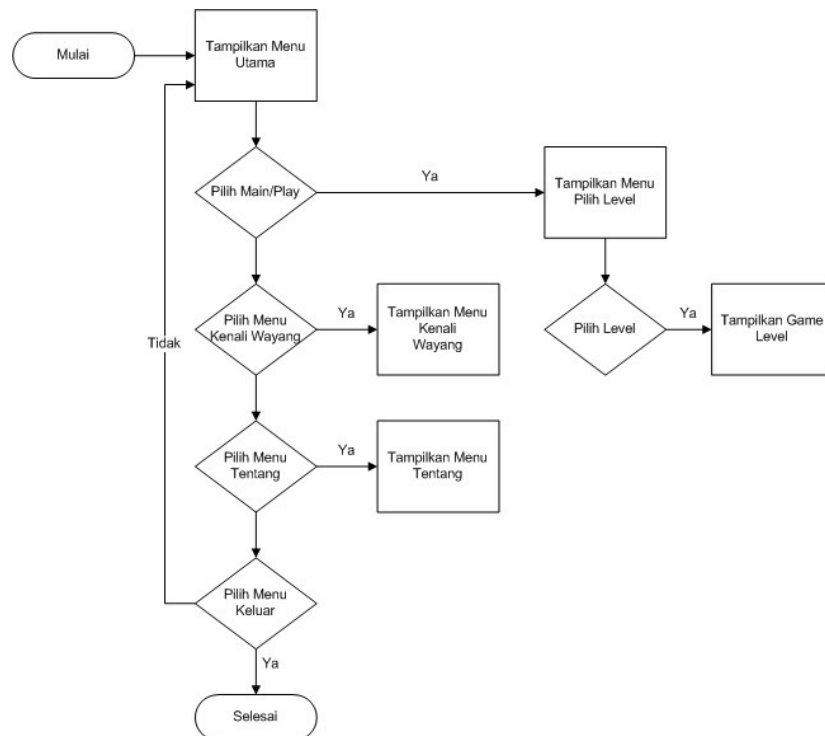 Mulai
Tampilkan Menu
Utama
Pilih Main/Play
Ya
Tampilkan Menu
Pilih Level
Pilih Menu
Kenali Wayang
Ya
Tampilkan Menu
Kenali
Wayang
Pilih Level
Ya
Tampilkan Game
Level
Tidak
Pilih Menu
Tentang
Ya
Tampilkan Menu
Tentang
Pilih Menu
Keluar
Ya
Selesai